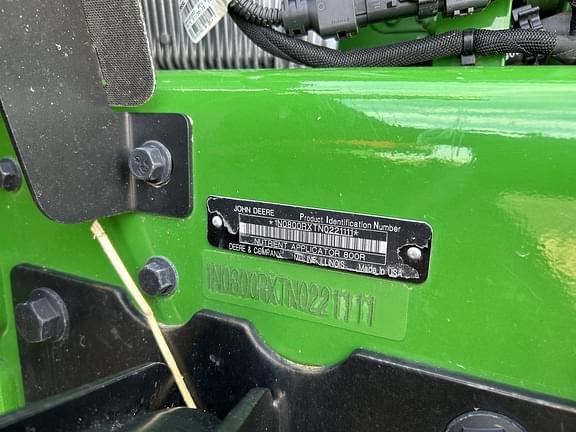 JOHN DEERE
Product Identification Number
*1N0800RXTN0221111*
NUTRIENT APPLICATOR 800R
DEERE & COMPANY MOLINE, ILLINOIS Made in USA
1N0800RXTN0221111